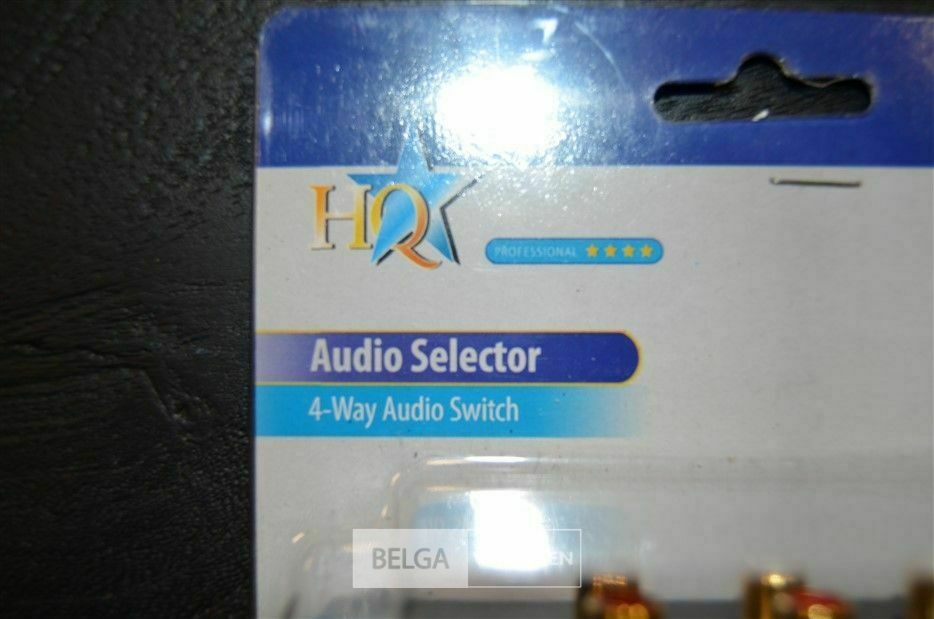 HQ
PROFESSIONAL
Audio Selector
4-Way Audio Switch
BELGA